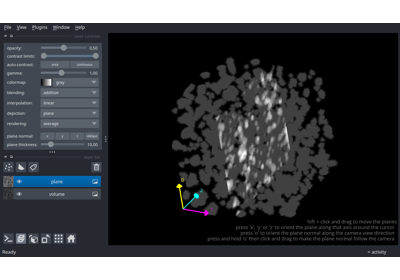 File View Plugins Window Help
layer controls
opacity: 0.50
contrast limits:
auto-contrast: once continuous
gamma: 1.00
colormap: gray
blending: additive
interpolation: linear
depiction: plane
rendering: average
plane normal: x y z oblique
plane thickness: 10.00
layer list
plane
volume
shift + click and drag to move the plane
press 'x', 'y' or 'z' to orient the plane along that axis around the cursor
press 'o' to orient the plane normal along the camera view direction
press and hold 'o' then click and drag to make the plane normal follow the camera
Ready
activity